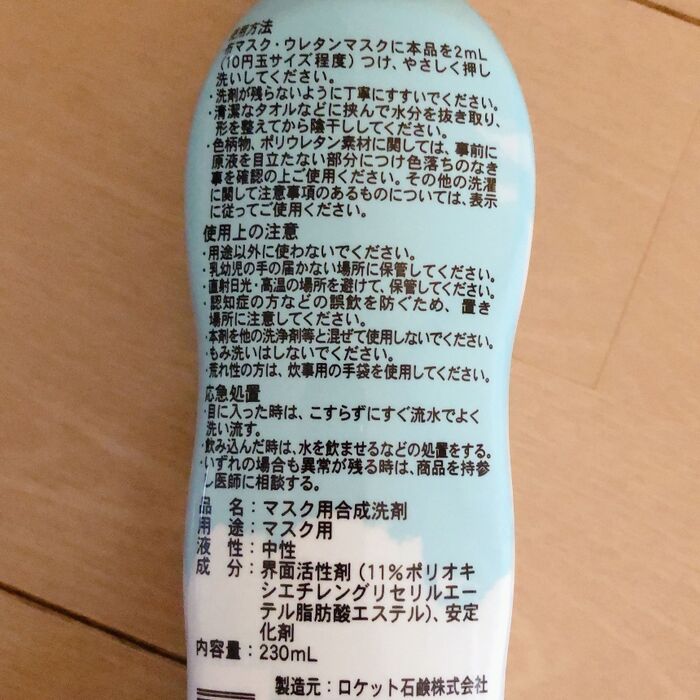 使用方法
布マスク・ウレタンマスクに本品を2mL
(10円玉サイズ程度)つけ、やさしく押し
洗いしてください。
・洗剤が残らないように丁寧にすすいでください。
・清潔なタオルなどに挟んで水分を抜き取り、
形を整えてから陰干ししてください。
・色柄物、ポリウレタン素材に関しては、事前に
原液を目立たない部分につけ色落ちのなき
事を確認の上ご使用ください。その他の洗濯
に関して注意事項のあるものについては、表示
に従ってご使用ください。
使用上の注意
・用途以外に使わないでください。
・乳幼児の手の届かない場所に保管してください。
・直射日光・高温の場所を避けて、保管してください。
・認知症の方などの誤飲を防ぐため、置き
場所に注意してください。
・本剤を他の洗浄剤等と混ぜて使用しないでください。
・もみ洗いはしないでください。
・荒れ性の方は、炊事用の手袋を使用してください。
応急処置
・目に入った時は、こすらずにすぐ流水でよく
洗い流す。
・飲み込んだ時は、水を飲ませるなどの処置をする。
・いずれの場合も異常が残る時は、商品を持参
し医師に相談する。
品 名：マスク用合成洗剤
用 途：マスク用
液 性：中性
成 分：界面活性剤(11%ポリオキ
シエチレングリセリルエー
テル脂肪酸エステル)、安定
化剤
内容量：230mL
製造元：ロケット石鹸株式会社